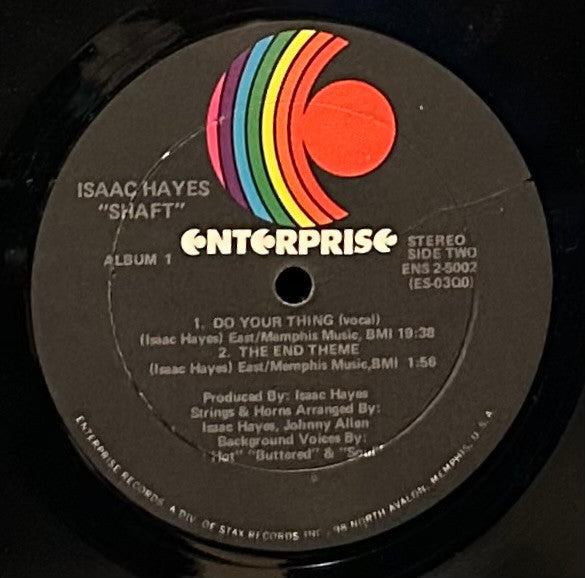 ISAAC HAYES
"SHAFT"
ENTERPRISE
ALBUM 1
STEREO
SIDE TWO
ENS 2-5002
(ES-0300)
1. DO YOUR THING (vocal)
(Isaac Hayes) East/Memphis Music, BMI 19:38
2. THE END THEME
(Isaac Hayes) East/Memphis Music,BMI 1:56
Produced By: Isaac Hayes
Strings & Horns Arranged By:
Isaac Hayes, Johnny Allen
Background Voices By:
"Hot" "Buttered" & "Soul"
ENTERPRISE RECORDS, A DIV. OF STAX RECORDS INC., 98 NORTH AVALON, MEMPHIS, U.S.A